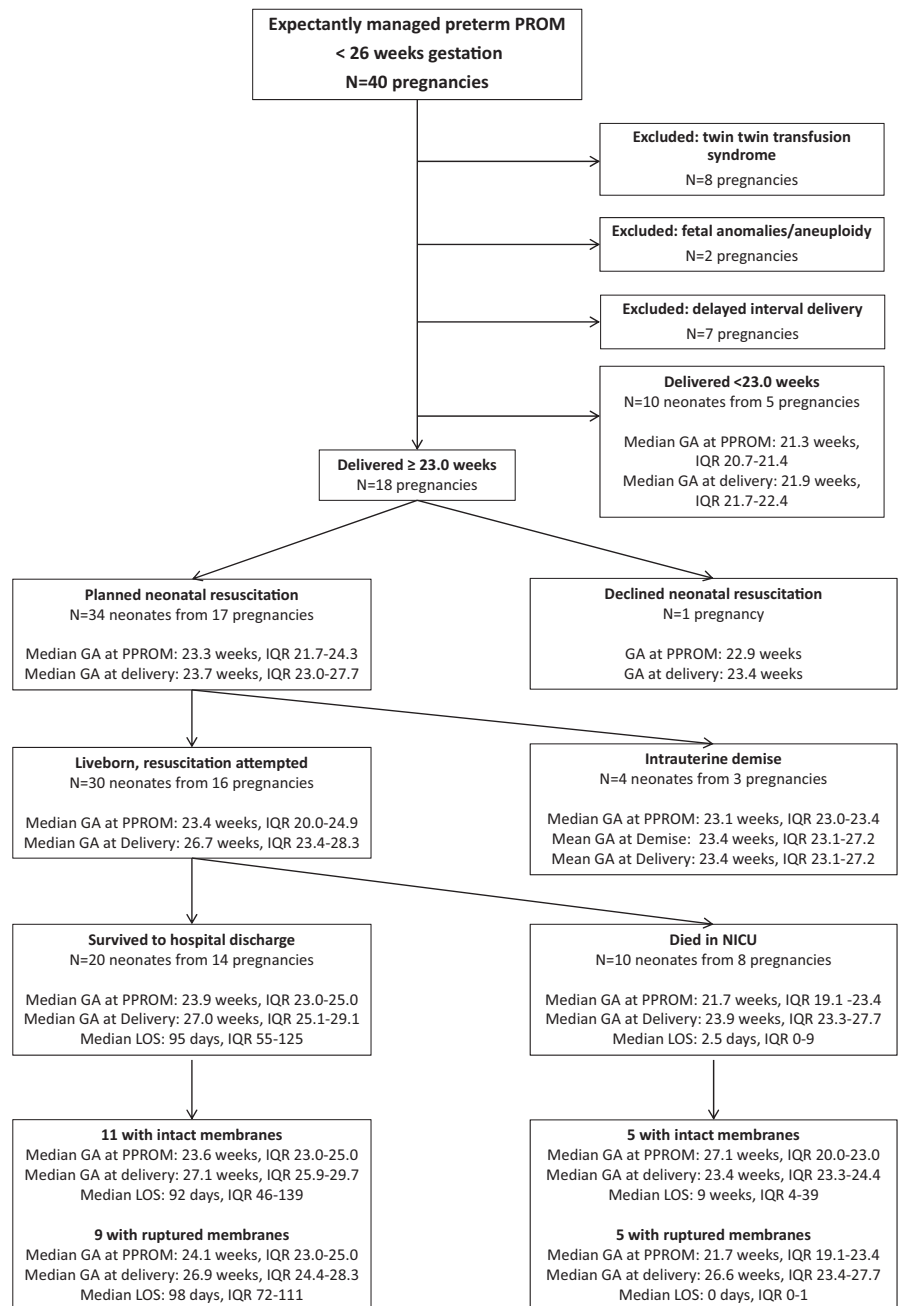 Expectantly managed preterm PROM
< 26 weeks gestation
N=40 pregnancies
Excluded: twin twin transfusion
syndrome
N=8 pregnancies
Excluded: fetal anomalies/aneuploidy
N=2 pregnancies
Excluded: delayed interval delivery
N=7 pregnancies
Delivered <23.0 weeks
N=10 neonates from 5 pregnancies
Median GA at PPROM: 21.3 weeks,
IQR 20.7-21.4
Median GA at delivery: 21.9 weeks,
IQR 21.7-22.4
Delivered ≥ 23.0 weeks
N=18 pregnancies
Planned neonatal resuscitation
N=34 neonates from 17 pregnancies
Median GA at PPROM: 23.3 weeks, IQR 21.7-24.3
Median GA at delivery: 23.7 weeks, IQR 23.0-27.7
Declined neonatal resuscitation
N=1 pregnancy
GA at PPROM: 22.9 weeks
GA at delivery: 23.4 weeks
Liveborn, resuscitation attempted
N=30 neonates from 16 pregnancies
Median GA at PPROM: 23.4 weeks, IQR 20.0-24.9
Median GA at Delivery: 26.7 weeks, IQR 23.4-28.3
Intrauterine demise
N=4 neonates from 3 pregnancies
Median GA at PPROM: 23.1 weeks, IQR 23.0-23.4
Mean GA at Demise: 23.4 weeks, IQR 23.1-27.2
Mean GA at Delivery: 23.4 weeks, IQR 23.1-27.2
Survived to hospital discharge
N=20 neonates from 14 pregnancies
Median GA at PPROM: 23.9 weeks, IQR 23.0-25.0
Median GA at Delivery: 27.0 weeks, IQR 25.1-29.1
Median LOS: 95 days, IQR 55-125
Died in NICU
N=10 neonates from 8 pregnancies
Median GA at PPROM: 21.7 weeks, IQR 19.1 -23.4
Median GA at Delivery: 23.9 weeks, IQR 23.3-27.7
Median LOS: 2.5 days, IQR 0-9
11 with intact membranes
Median GA at PPROM: 23.6 weeks, IQR 23.0-25.0
Median GA at delivery: 27.1 weeks, IQR 25.9-29.7
Median LOS: 92 days, IQR 46-139
9 with ruptured membranes
Median GA at PPROM: 24.1 weeks, IQR 23.0-25.0
Median GA at delivery: 26.9 weeks, IQR 24.4-28.3
Median LOS: 98 days, IQR 72-111
5 with intact membranes
Median GA at PPROM: 27.1 weeks, IQR 20.0-23.0
Median GA at delivery: 23.4 weeks, IQR 23.3-24.4
Median LOS: 9 weeks, IQR 4-39
5 with ruptured membranes
Median GA at PPROM: 21.7 weeks, IQR 19.1-23.4
Median GA at delivery: 26.6 weeks, IQR 23.4-27.7
Median LOS: 0 days, IQR 0-1